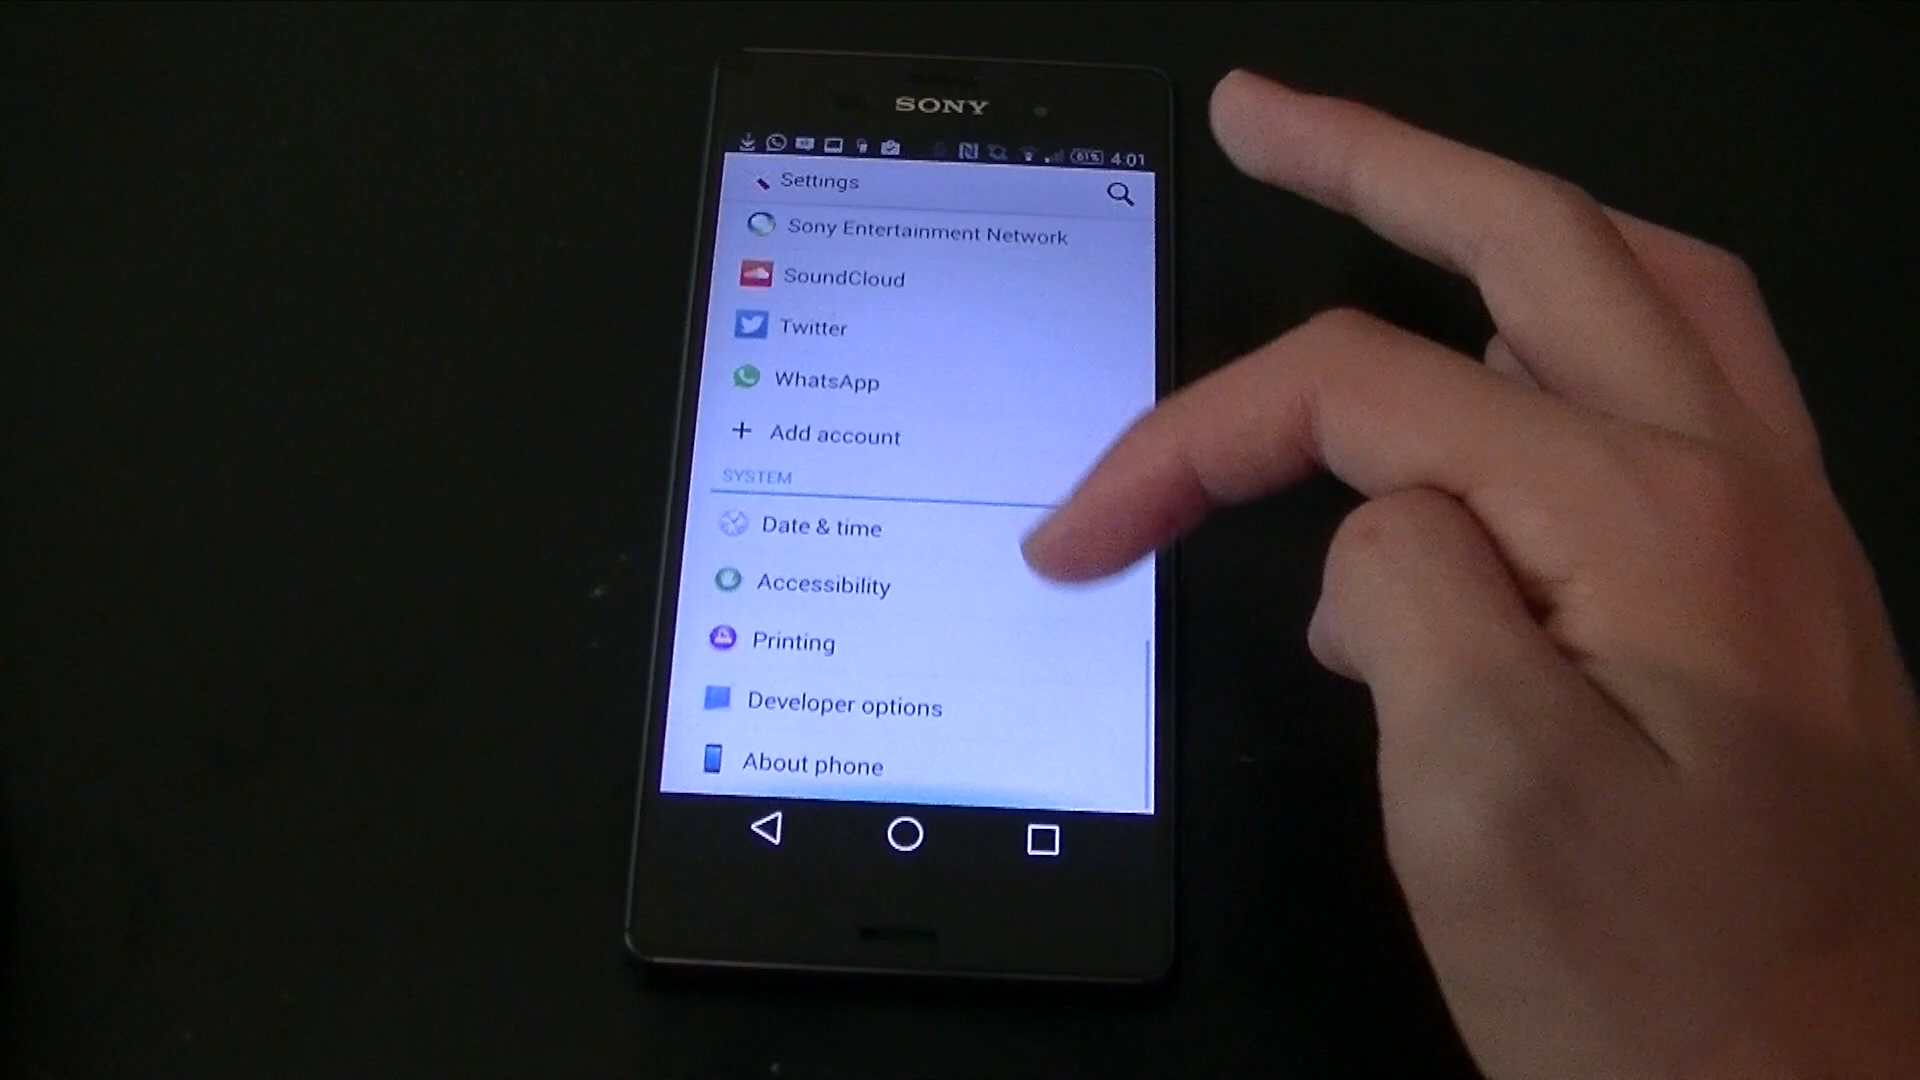 SONY
61% 4:01
Settings
Sony Entertainment Network
SoundCloud
Twitter
WhatsApp
+ Add account
SYSTEM
Date & time
Accessibility
Printing
Developer options
About phone